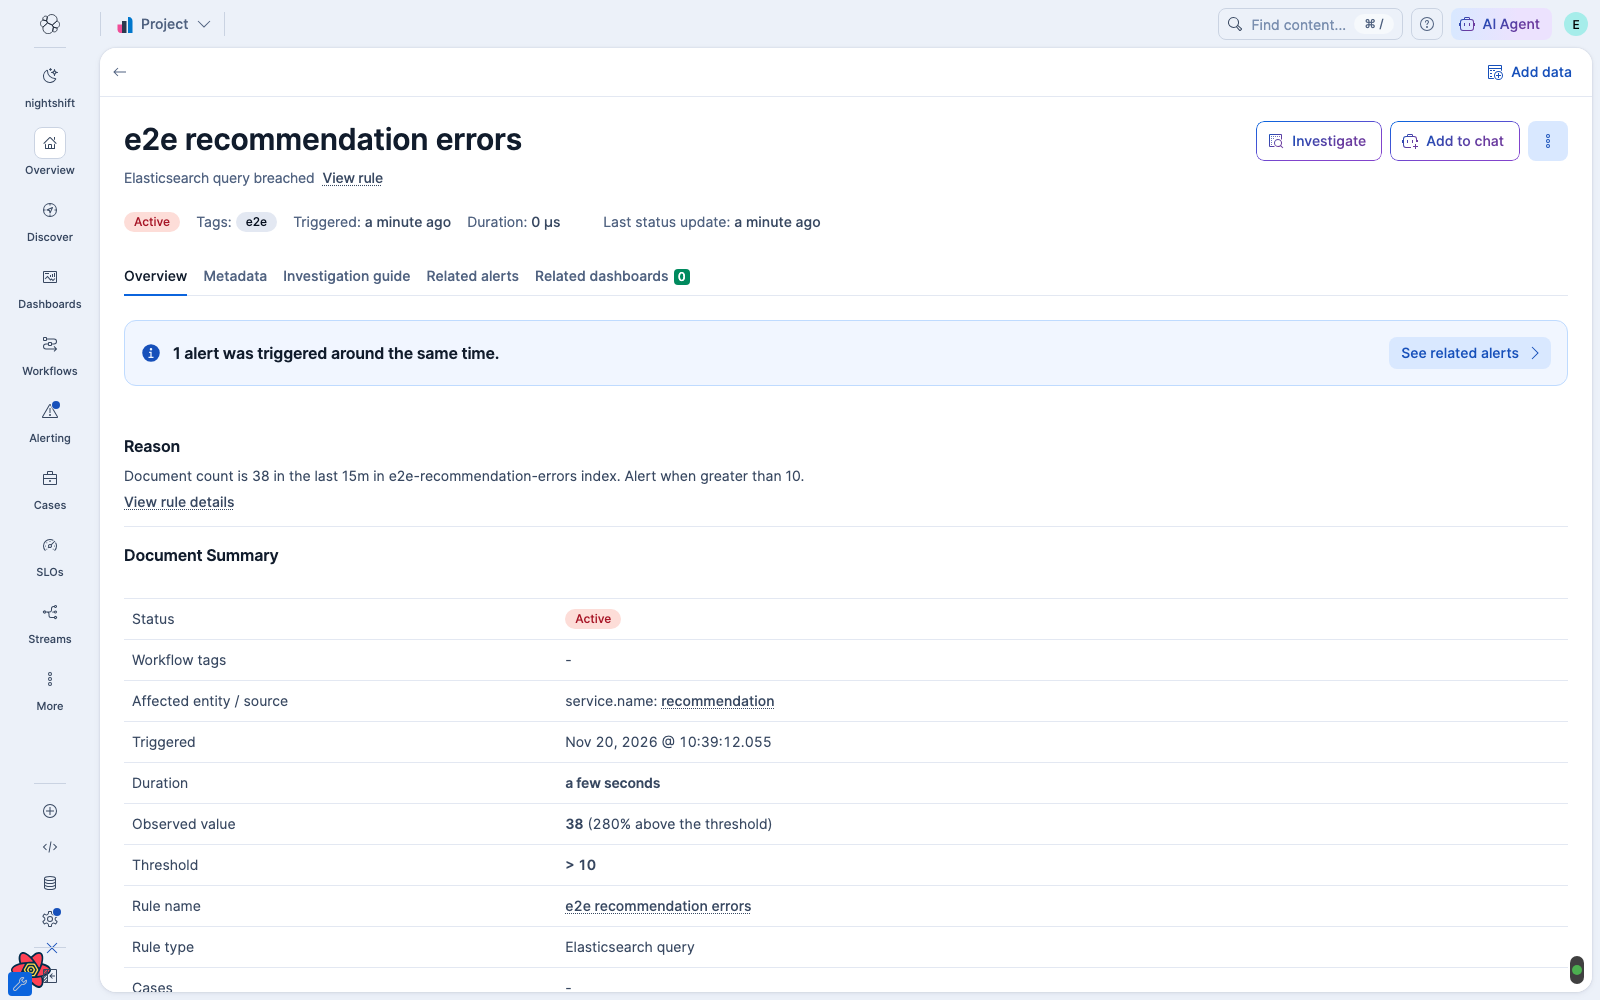 Project
Find content... ⌘ /
AI Agent
E
nightshift
Overview
Discover
Dashboards
Workflows
Alerting
Cases
SLOs
Streams
More
Add data
e2e recommendation errors
Investigate
Add to chat
Elasticsearch query breached View rule
Active Tags: e2e Triggered: a minute ago Duration: 0 μs Last status update: a minute ago
Overview Metadata Investigation guide Related alerts Related dashboards 0
1 alert was triggered around the same time.
See related alerts
Reason
Document count is 38 in the last 15m in e2e-recommendation-errors index. Alert when greater than 10.
View rule details
Document Summary
Status Active
Workflow tags -
Affected entity / source service.name: recommendation
Triggered Nov 20, 2026 @ 10:39:12.055
Duration a few seconds
Observed value 38 (280% above the threshold)
Threshold > 10
Rule name e2e recommendation errors
Rule type Elasticsearch query
Cases -